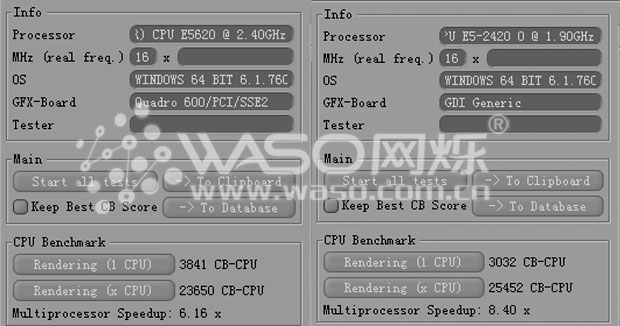 Info
Processor R) CPU E5620 @ 2.40GHz
MHz (real freq.) 16 x
OS WINDOWS 64 BIT 6.1.760
GFX-Board Quadro 600/PCI/SSE2
Tester
Main
Start all tests -> To Clipboard
Keep Best CB Score -> To Database
CPU Benchmark
Rendering (1 CPU) 3841 CB-CPU
Rendering (x CPU) 23650 CB-CPU
Multiprocessor Speedup: 6.16 x
Info
Processor PU E5-2420 0 @ 1.90GHz
MHz (real freq.) 16 x
OS WINDOWS 64 BIT 6.1.760
GFX-Board GDI Generic
Tester
Main
Start all tests -> To Clipboard
Keep Best CB Score -> To Database
CPU Benchmark
Rendering (1 CPU) 3032 CB-CPU
Rendering (x CPU) 25452 CB-CPU
Multiprocessor Speedup: 8.40 x
WASO网烁®
www.waso.com.cn